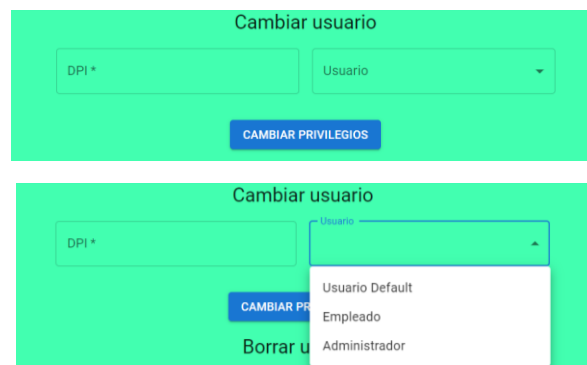 Cambiar usuario
DPI *
Usuario
CAMBIAR PRIVILEGIOS
Cambiar usuario
Usuario
DPI *
Usuario Default
CAMBIAR PR
Empleado
Borrar u
Administrador